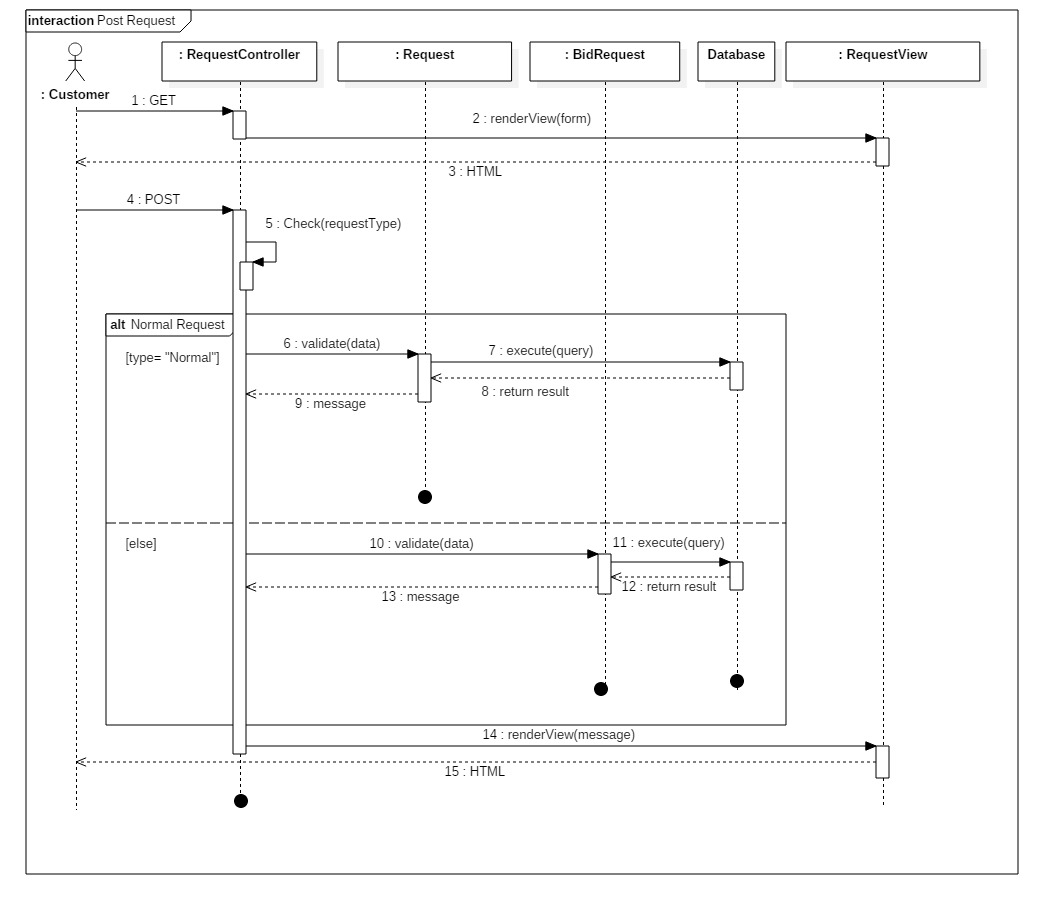 interaction Post Request
: Customer
: RequestController
: Request
: BidRequest
Database
: RequestView
1 : GET
2 : renderView(form)
3 : HTML
4 : POST
5 : Check(requestType)
alt Normal Request
[type= "Normal"]
6 : validate(data)
7 : execute(query)
8 : return result
9 : message
[else]
10 : validate(data)
11 : execute(query)
12 : return result
13 : message
14 : renderView(message)
15 : HTML